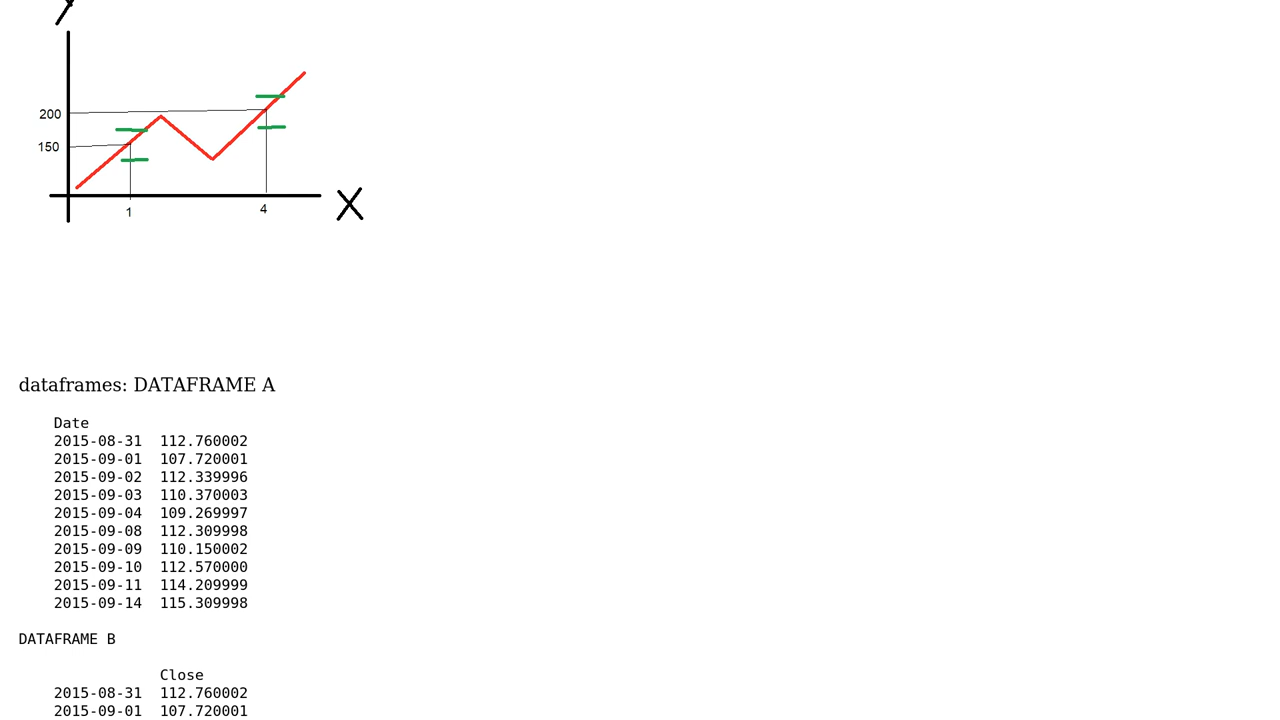 Y
200
150
1
4
X
dataframes: DATAFRAME A
Date
2015-08-31 112.760002
2015-09-01 107.720001
2015-09-02 112.339996
2015-09-03 110.370003
2015-09-04 109.269997
2015-09-08 112.309998
2015-09-09 110.150002
2015-09-10 112.570000
2015-09-11 114.209999
2015-09-14 115.309998
DATAFRAME B
Close
2015-08-31 112.760002
2015-09-01 107.720001